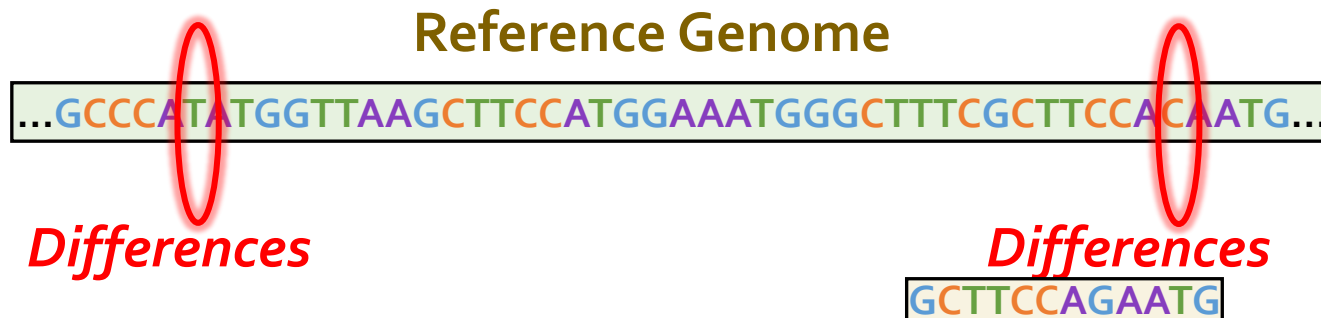 Reference Genome
...GCCCATATGGTTAAGCTTCCATGGAAATGGGCTTTCGCTTCCACAATG...
Differences Differences
GCTTCCAGAATG